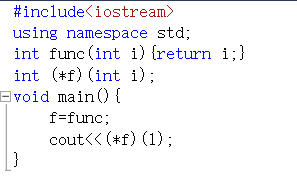 #include<iostream>
using namespace std;
int func(int i){return i;}
int (*f)(int i);
void main(){
    f=func;
    cout<<(*f)(1);
}